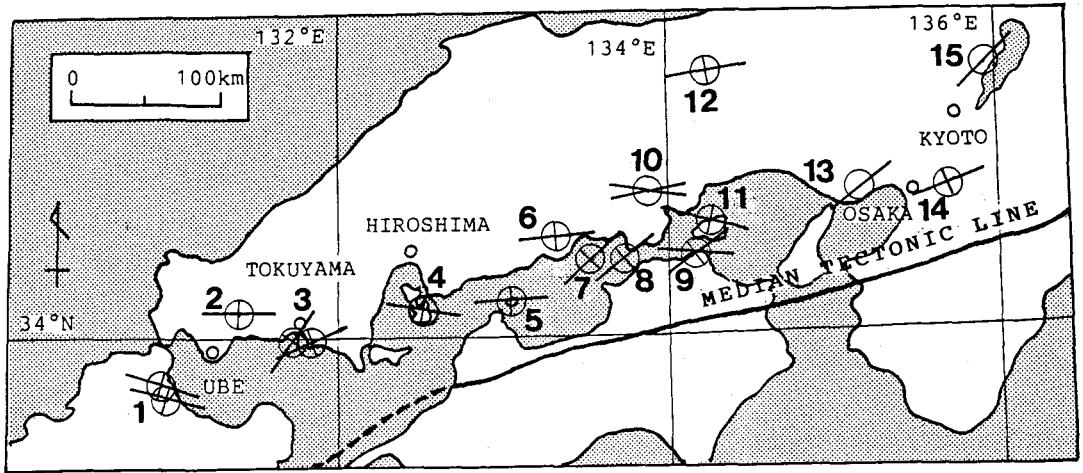 132°E
134°E
136°E
0 100km
15
12
KYOTO
10
13
11
HIROSHIMA
6
OSAKA
14
TOKUYAMA
7
8
9
MEDIAN TECTONIC LINE
2
3
4
5
34°N
UBE
1